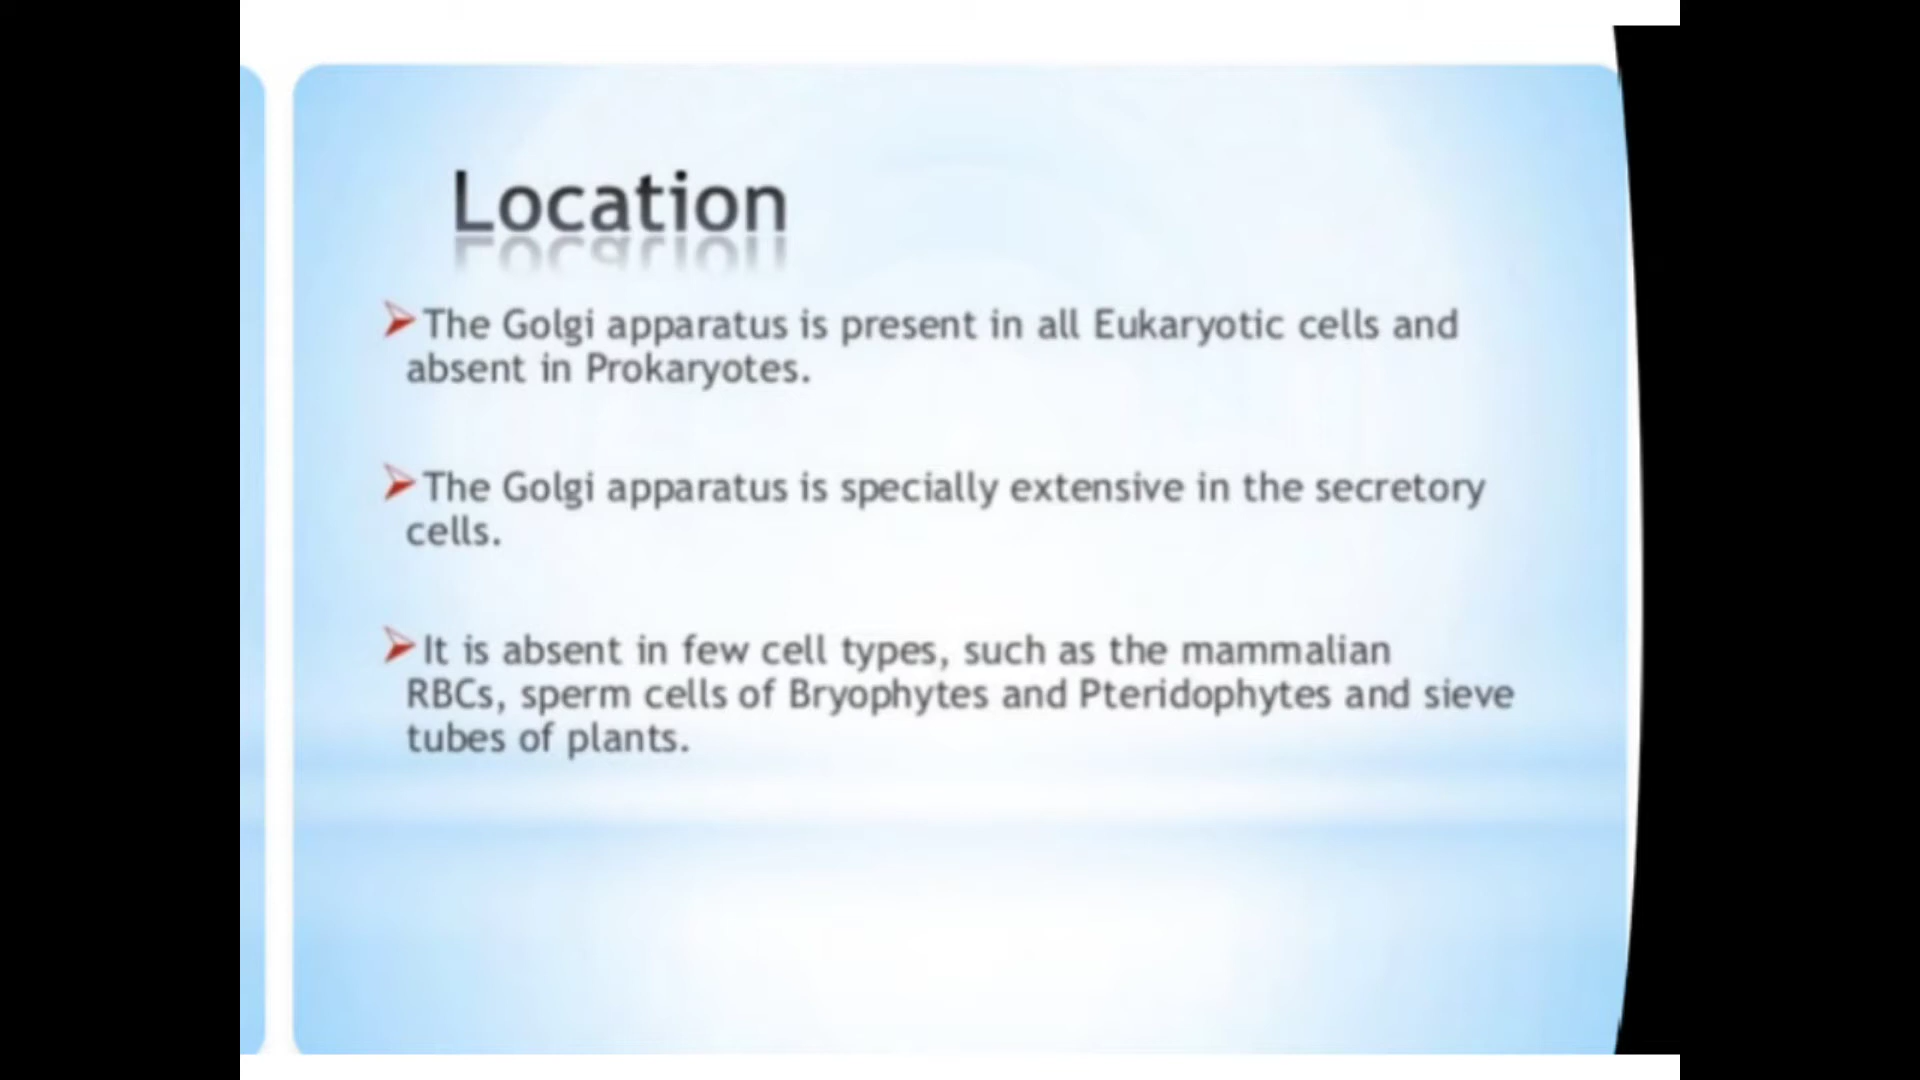 Location
The Golgi apparatus is present in all Eukaryotic cells and
absent in Prokaryotes.
The Golgi apparatus is specially extensive in the secretory
cells.
It is absent in few cell types, such as the mammalian
RBCs, sperm cells of Bryophytes and Pteridophytes and sieve
tubes of plants.